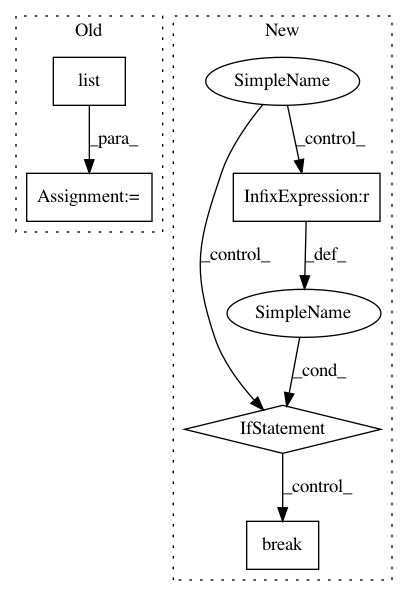 Old
New
list
SimpleName
_para_
_control_
Assignment:=
InfixExpression:r
_control_
_def_
SimpleName
_cond_
IfStatement
_control_
break